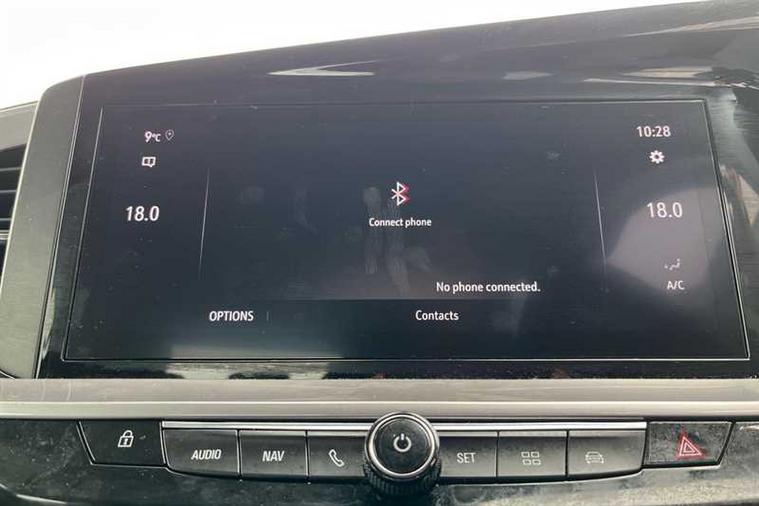 9°C
10:28
18.0
18.0
Connect phone
No phone connected.
A/C
OPTIONS
Contacts
AUDIO
NAV
SET